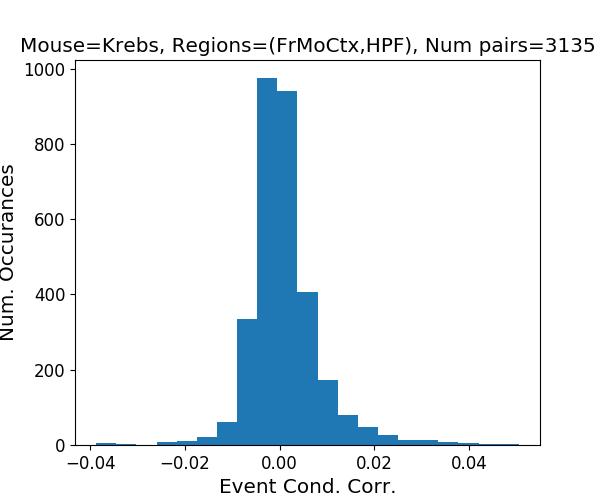 Mouse=Krebs, Regions=(FrMoCtx,HPF), Num pairs=3135
1000
800
600
400
200
0
Num. Occurances
−0.04 −0.02 0.00 0.02 0.04
Event Cond. Corr.